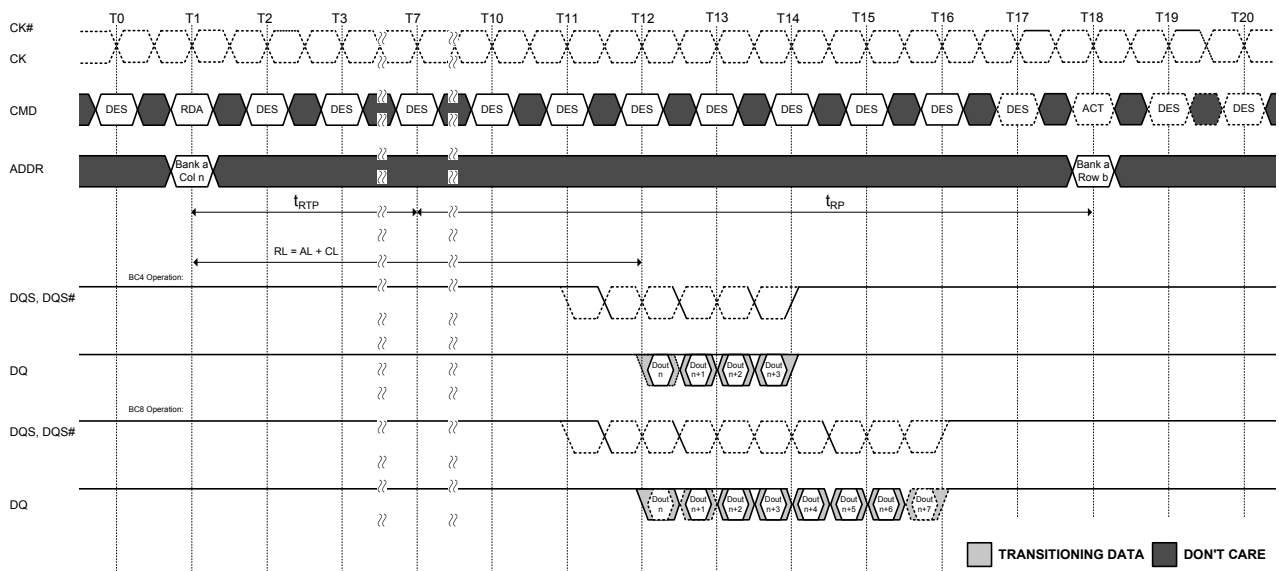 T0 T1 T2 T3 T7 T10 T11 T12 T13 T14 T15 T16 T17 T18 T19 T20
CK#
CK
CMD DES RDA DES DES DES DES DES DES DES DES DES DES DES ACT DES DES
ADDR Bank a Bank a
Col n Row b
tRTP tRP
RL = AL + CL
BC4 Operation:
DQS, DQS#
DQ Dout Dout Dout Dout
n n+1 n+2 n+3
BC8 Operation:
DQS, DQS#
DQ Dout Dout Dout Dout Dout Dout Dout Dout
n n+1 n+2 n+3 n+4 n+5 n+6 n+7
TRANSITIONING DATA DON'T CARE